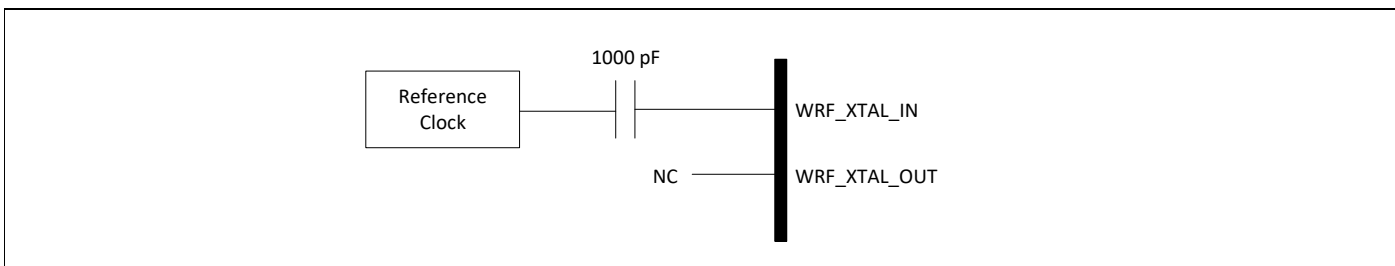 1000 pF
Reference
Clock
WRF_XTAL_IN
NC
WRF_XTAL_OUT